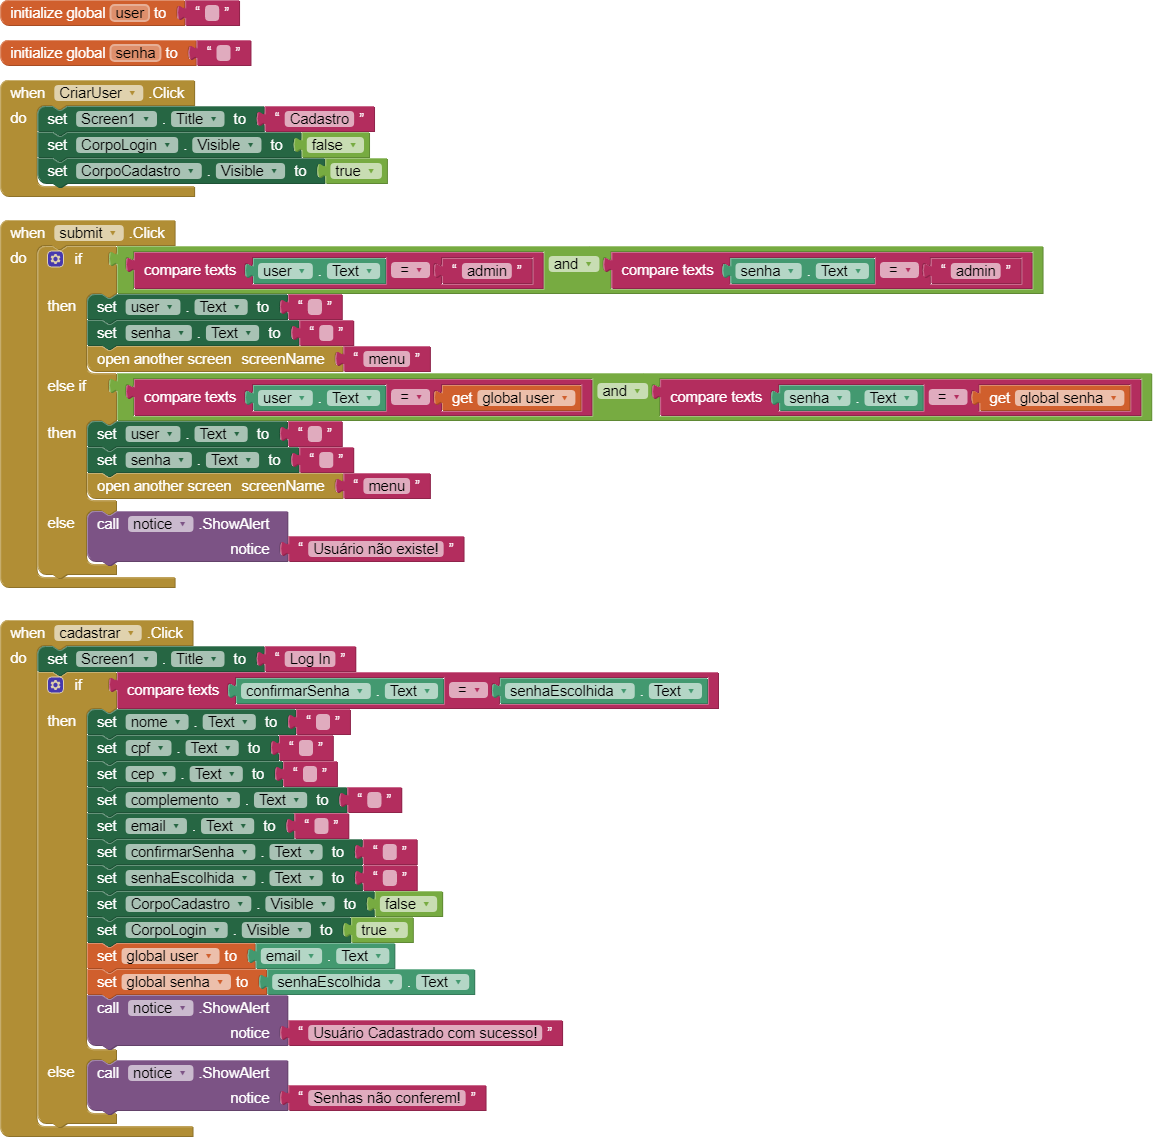 initialize global user to “ ”
initialize global senha to “ ”
when CriarUser .Click
do set Screen1 . Title to “ Cadastro ”
set CorpoLogin . Visible to false
set CorpoCadastro . Visible to true
when submit .Click
do if compare texts user . Text = “ admin ” and compare texts senha . Text = “ admin ”
then set user . Text to “ ”
set senha . Text to “ ”
open another screen screenName “ menu ”
else if compare texts user . Text = get global user and compare texts senha . Text = get global senha
then set user . Text to “ ”
set senha . Text to “ ”
open another screen screenName “ menu ”
else call notice .ShowAlert
notice “ Usuário não existe! ”
when cadastrar .Click
do set Screen1 . Title to “ Log In ”
if compare texts confirmarSenha . Text = senhaEscolhida . Text
then set nome . Text to “ ”
set cpf . Text to “ ”
set cep . Text to “ ”
set complemento . Text to “ ”
set email . Text to “ ”
set confirmarSenha . Text to “ ”
set senhaEscolhida . Text to “ ”
set CorpoCadastro . Visible to false
set CorpoLogin . Visible to true
set global user to email . Text
set global senha to senhaEscolhida . Text
call notice .ShowAlert
notice “ Usuário Cadastrado com sucesso! ”
else call notice .ShowAlert
notice “ Senhas não conferem! ”